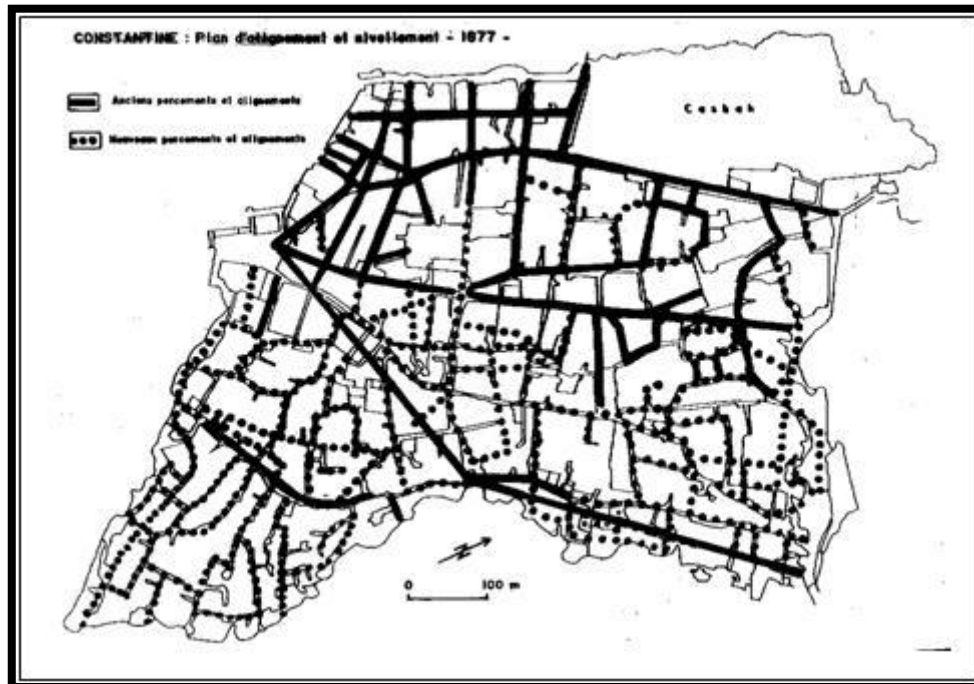 CONSTANTINE : Plan d'alignement et nivellement - 1877 -
Anciens percements et alignements
Nouveaux percements et alignements
Casbah
N
0 100 m